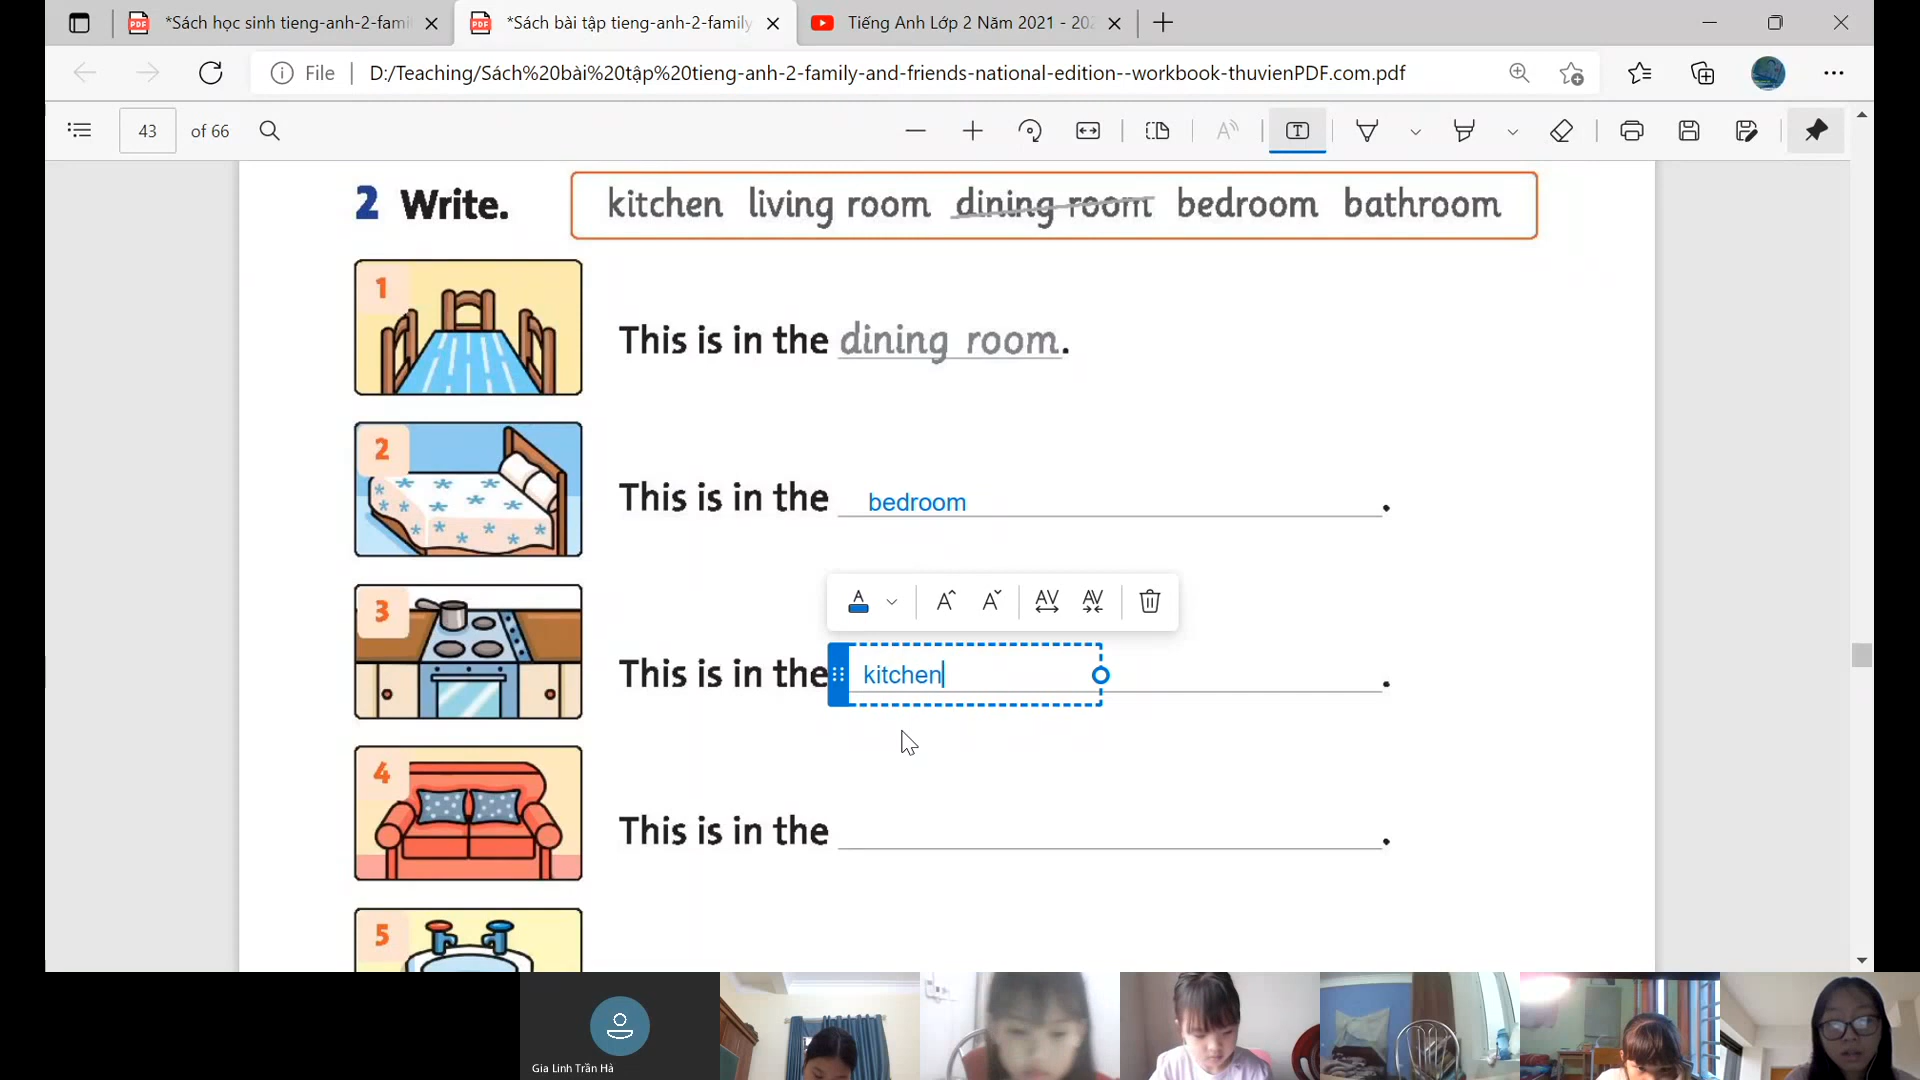 *Sách học sinh tieng-anh-2-fami
*Sách bài tập tieng-anh-2-family
Tiếng Anh Lớp 2 Năm 2021 - 202
File
D:/Teaching/Sách%20bài%20tập%20tieng-anh-2-family-and-friends-national-edition--workbook-thuvienPDF.com.pdf
43 of 66
2 Write.
kitchen living room dining room bedroom bathroom
1
This is in the dining room.
2
This is in the bedroom.
3
This is in the kitchen.
4
This is in the .
5
Gia Linh Trần Hà